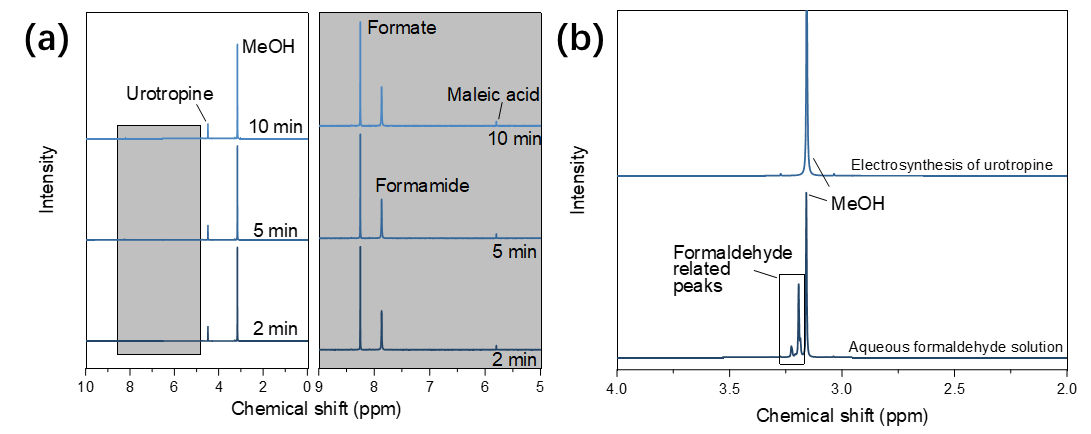 (a)
Intensity
MeOH
Urotropine
10 min
5 min
2 min
10 8 6 4 2 0
Formate
Maleic acid
10 min
Formamide
5 min
2 min
9 8 7 6 5
Chemical shift (ppm)
(b)
Intensity
Electrosynthesis of urotropine
MeOH
Formaldehyde
related
peaks
Aqueous formaldehyde solution
4.0 3.5 3.0 2.5 2.0
Chemical shift (ppm)